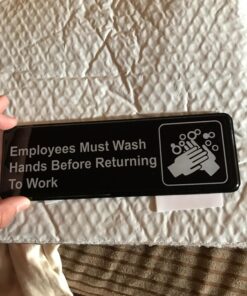 Employees Must Wash
Hands Before Returning
To Work